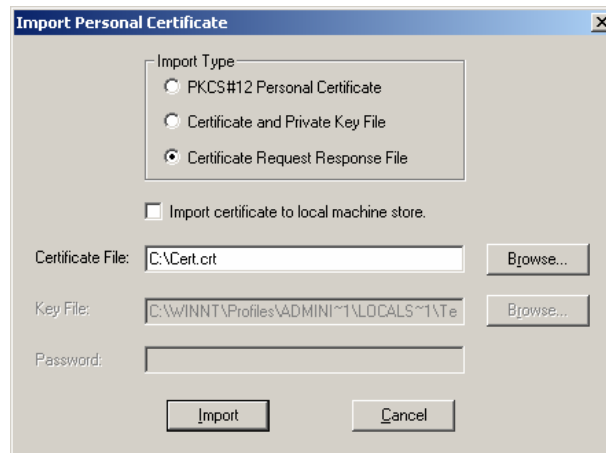 Import Personal Certificate
Import Type
PKCS#12 Personal Certificate
Certificate and Private Key File
Certificate Request Response File
Import certificate to local machine store.
Certificate File: C:\Cert.crt Browse...
Key File: C:\WINNT\Profiles\ADMINI~1\LOCALS~1\Te Browse...
Password:
Import Cancel